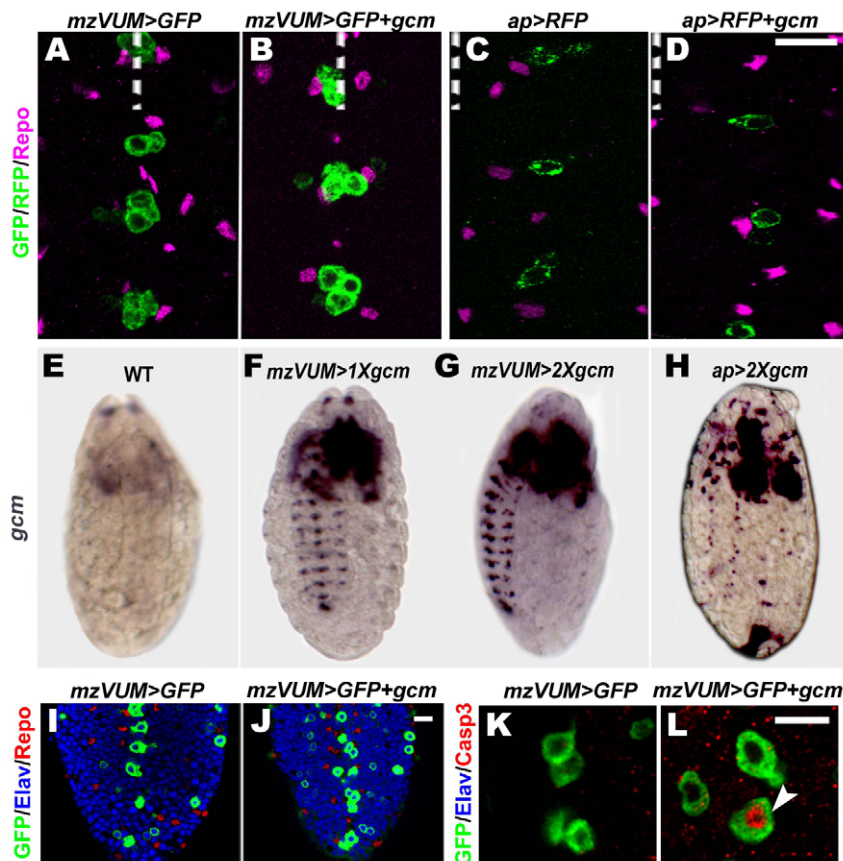 mzVUM>GFP mzVUM>GFP+gcm ap>RFP ap>RFP+gcm
A B C D
GFP/RFP/Repo
E F G H
WT mzVUM>1Xgcm mzVUM>2Xgcm ap>2Xgcm
gcm
mzVUM>GFP mzVUM>GFP+gcm mzVUM>GFP mzVUM>GFP+gcm
I J K L
GFP/Elav/Repo
GFP/Elav/Casp3